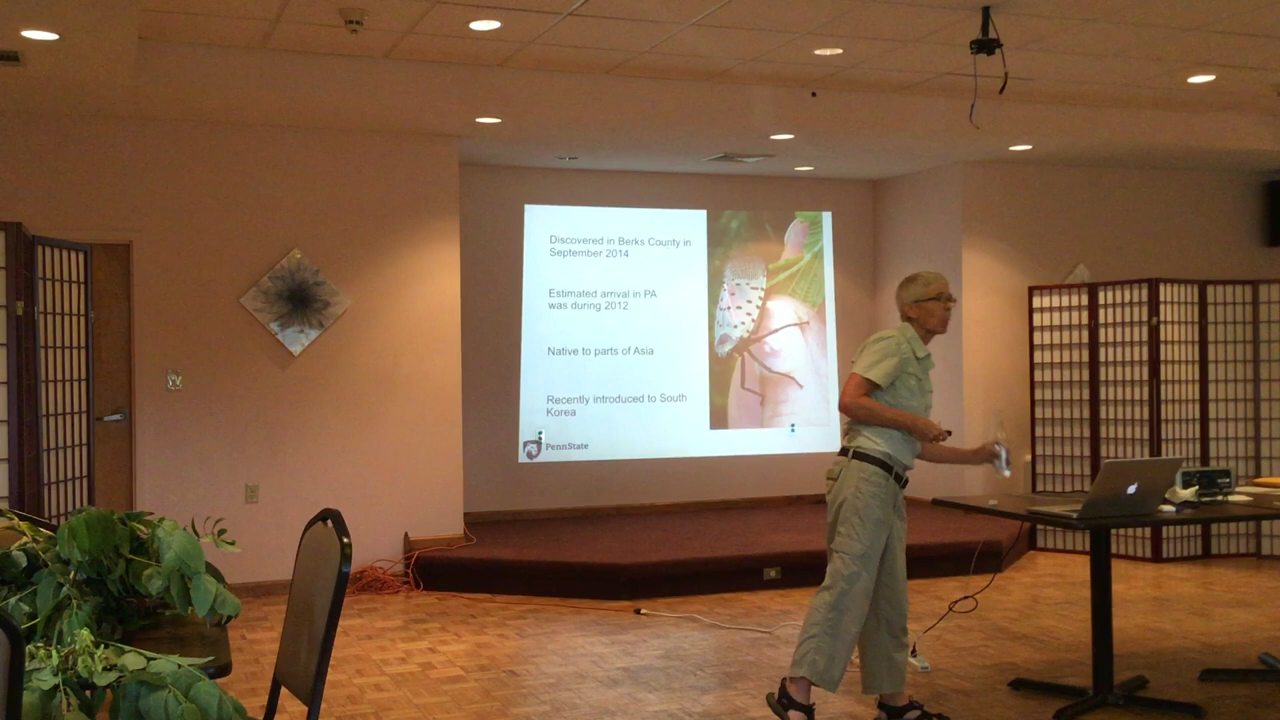 Discovered in Berks County in
September 2014
Estimated arrival in PA
was during 2012
Native to parts of Asia
Recently introduced to South
Korea
PennState